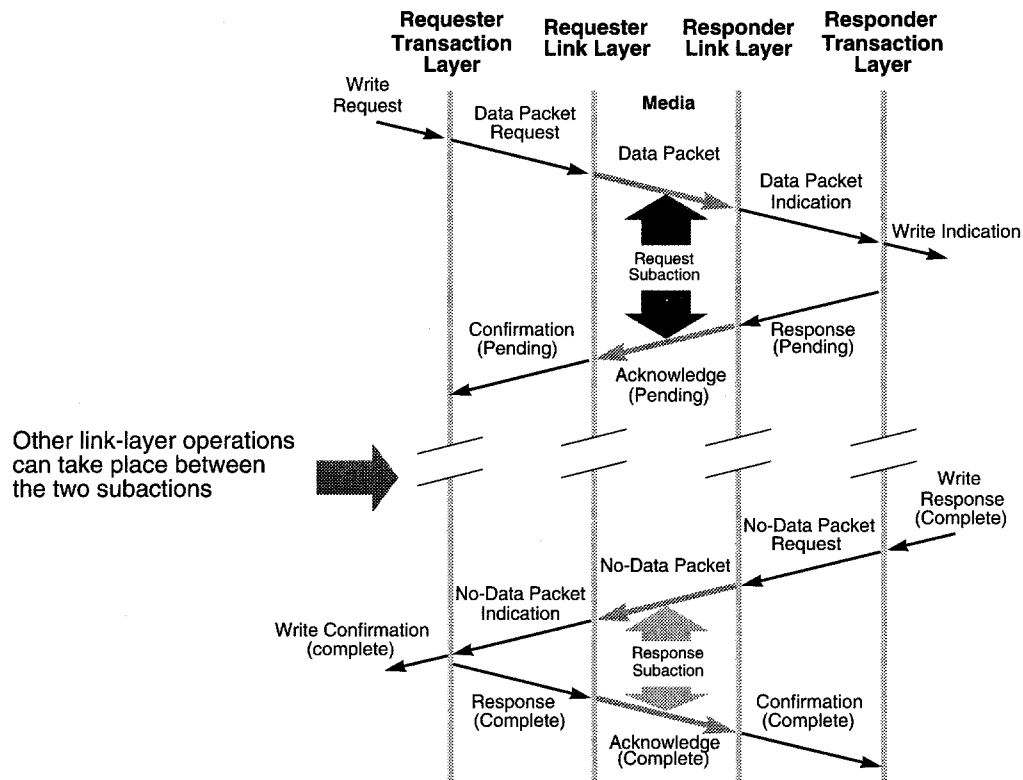 Requester
Transaction
Layer
Requester
Link Layer
Responder
Link Layer
Responder
Transaction
Layer
Write
Request
Media
Data Packet
Request
Data Packet
Data Packet
Indication
Write Indication
Request
Subaction
Confirmation
(Pending)
Response
(Pending)
Acknowledge
(Pending)
Other link-layer operations
can take place between
the two subactions
Write
Response
(Complete)
No-Data Packet
Request
No-Data Packet
No-Data Packet
Indication
Write Confirmation
(complete)
Response
Subaction
Response
(Complete)
Confirmation
(Complete)
Acknowledge
(Complete)